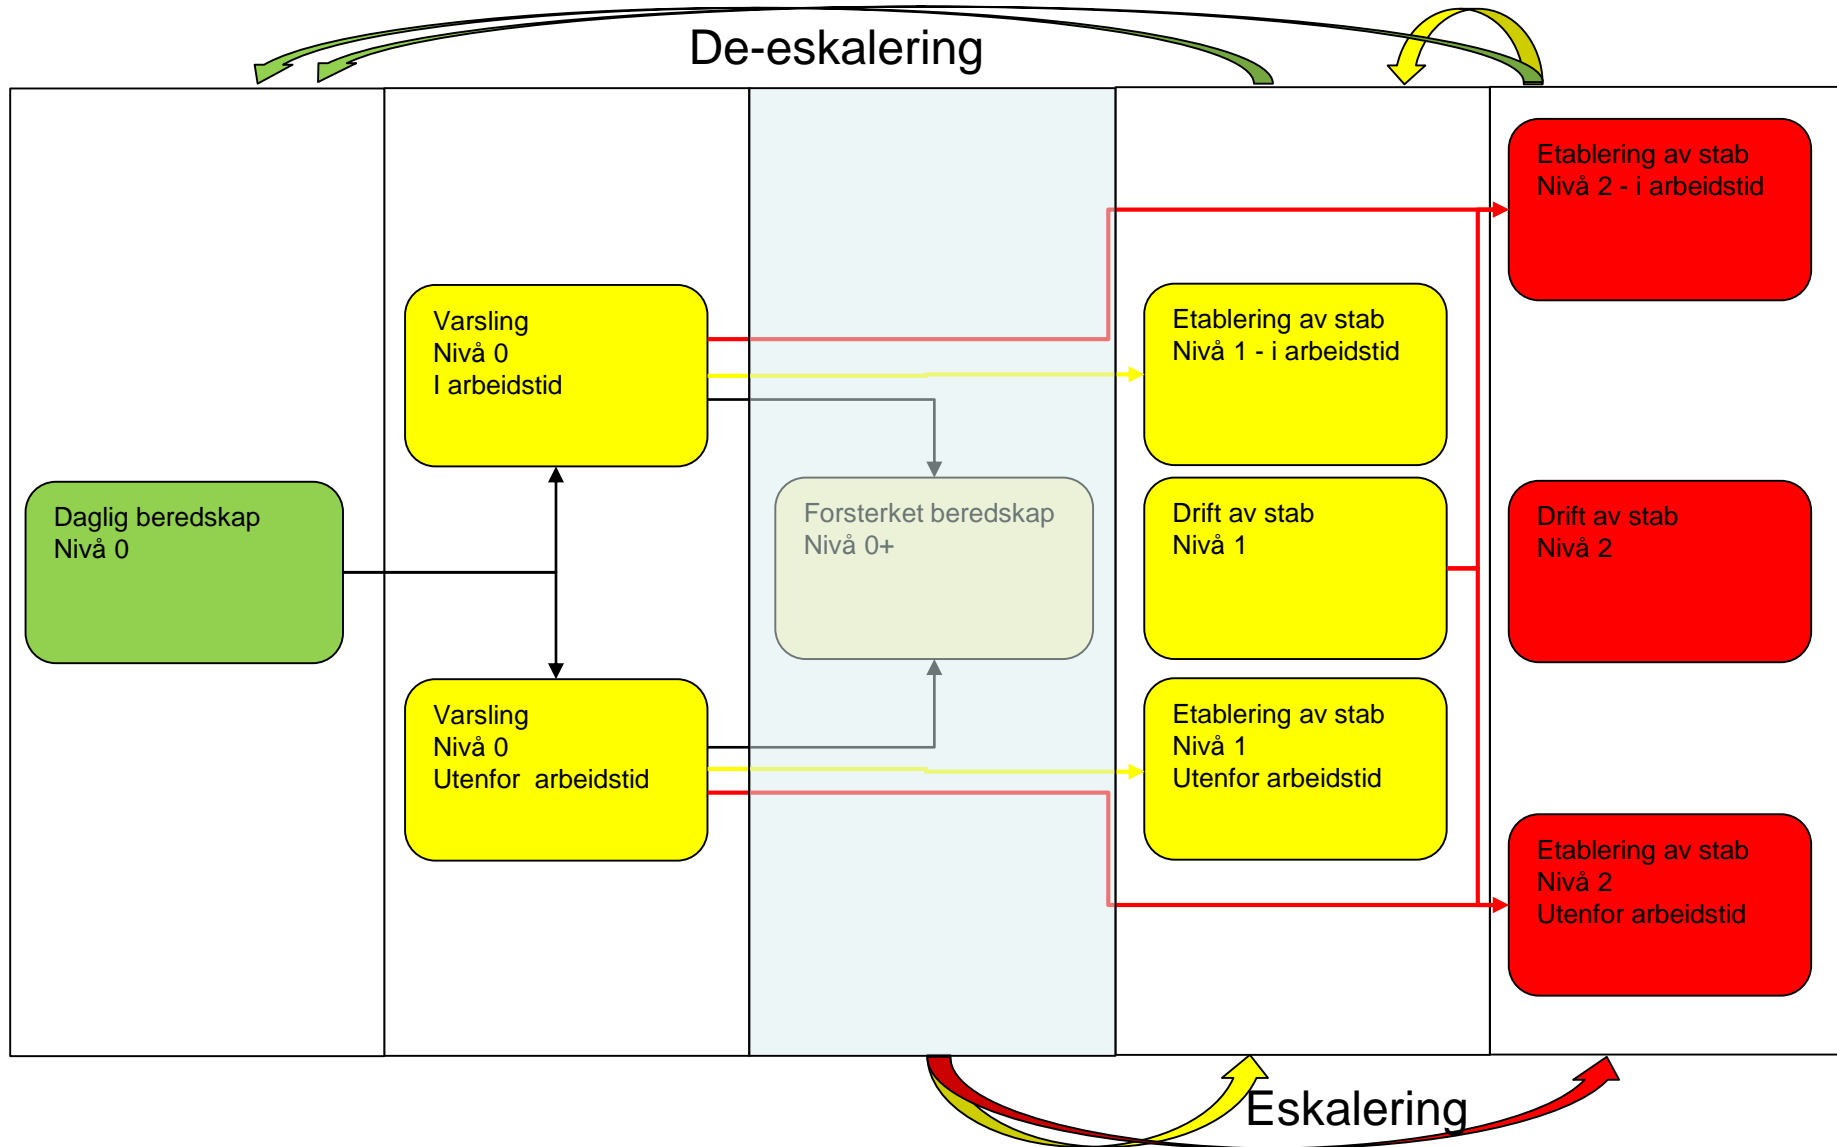 De-eskalering
Daglig beredskap
Nivå 0
Varsling
Nivå 0
I arbeidstid
Varsling
Nivå 0
Utenfor  arbeidstid
Forsterket beredskap
Nivå 0+
Etablering av stab
Nivå 1 - i arbeidstid
Drift av stab
Nivå 1
Etablering av stab
Nivå 1
Utenfor arbeidstid
Etablering av stab
Nivå 2 - i arbeidstid
Drift av stab
Nivå 2
Etablering av stab
Nivå 2
Utenfor arbeidstid
Eskalering